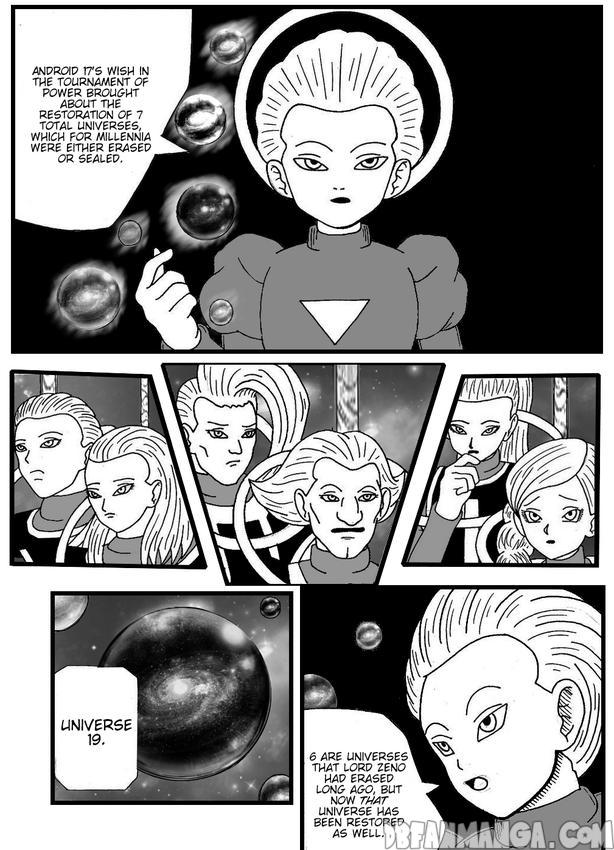 ANDROID 17'S WISH IN
THE TOURNAMENT OF
POWER BROUGHT
ABOUT THE
RESTORATION OF 7
TOTAL UNIVERSES,
WHICH FOR MILLENNIA
WERE EITHER ERASED
OR SEALED.
UNIVERSE
19.
6 ARE UNIVERSES
THAT LORD ZENO
HAD ERASED
LONG AGO, BUT
NOW THAT
UNIVERSE HAS
BEEN RESTORED
AS WELL.
DBFANMANGA.COM